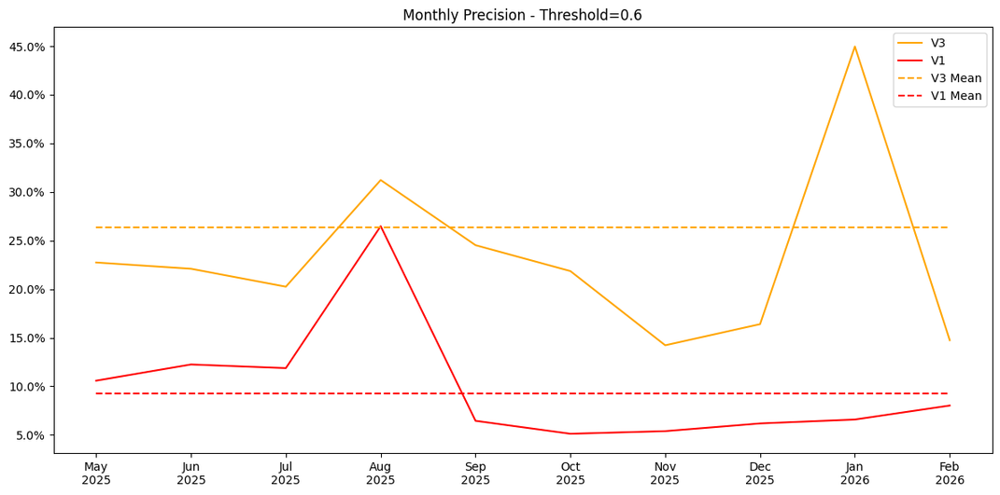 Monthly Precision - Threshold=0.6
45.0%
40.0%
35.0%
30.0%
25.0%
20.0%
15.0%
10.0%
5.0%
V3
V1
V3 Mean
V1 Mean
May Jun Jul Aug Sep Oct Nov Dec Jan Feb
2025 2025 2025 2025 2025 2025 2025 2025 2026 2026